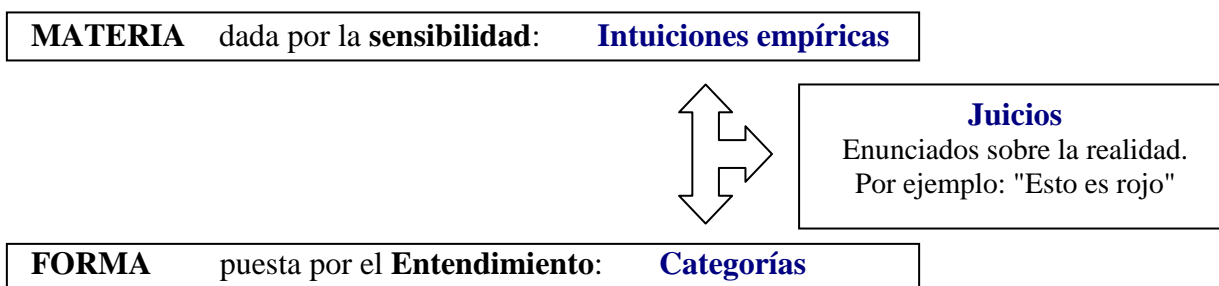 MATERIA dada por la sensibilidad: Intuiciones empíricas
Juicios
Enunciados sobre la realidad.
Por ejemplo: "Esto es rojo"
FORMA puesta por el Entendimiento: Categorías